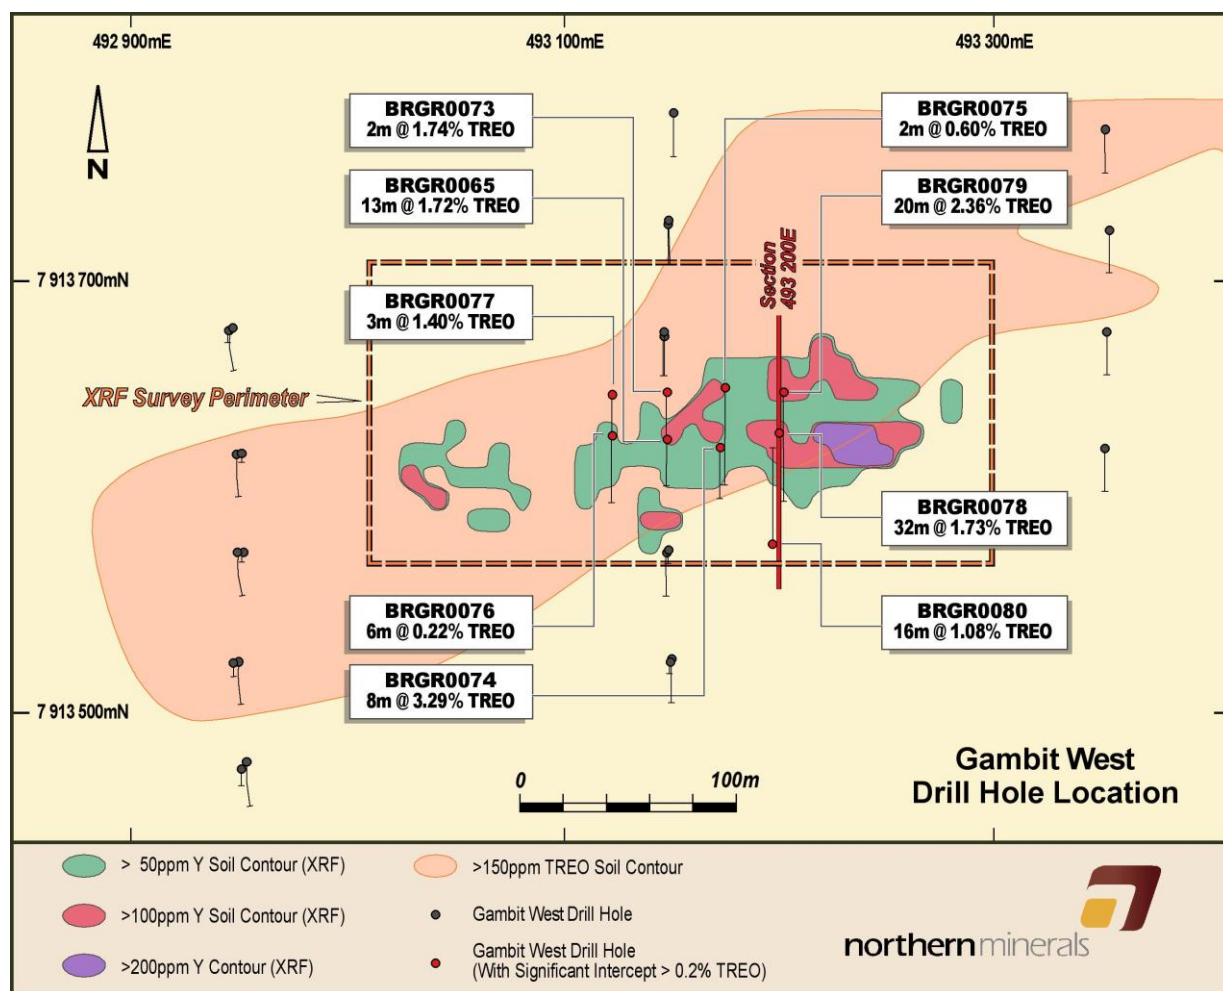 492 900mE
493 100mE
493 300mE
BRGR0073
2m @ 1.74% TREO
BRGR0075
2m @ 0.60% TREO
N
BRGR0065
13m @ 1.72% TREO
BRGR0079
20m @ 2.36% TREO
7 913 700mN
Section
493 200E
BRGR0077
3m @ 1.40% TREO
XRF Survey Perimeter
BRGR0078
32m @ 1.73% TREO
BRGR0076
6m @ 0.22% TREO
BRGR0080
16m @ 1.08% TREO
BRGR0074
8m @ 3.29% TREO
7 913 500mN
0 100m
Gambit West
Drill Hole Location
> 50ppm Y Soil Contour (XRF)
>100ppm Y Soil Contour (XRF)
>200ppm Y Contour (XRF)
>150ppm TREO Soil Contour
Gambit West Drill Hole
Gambit West Drill Hole
(With Significant Intercept > 0.2% TREO)
northernminerals